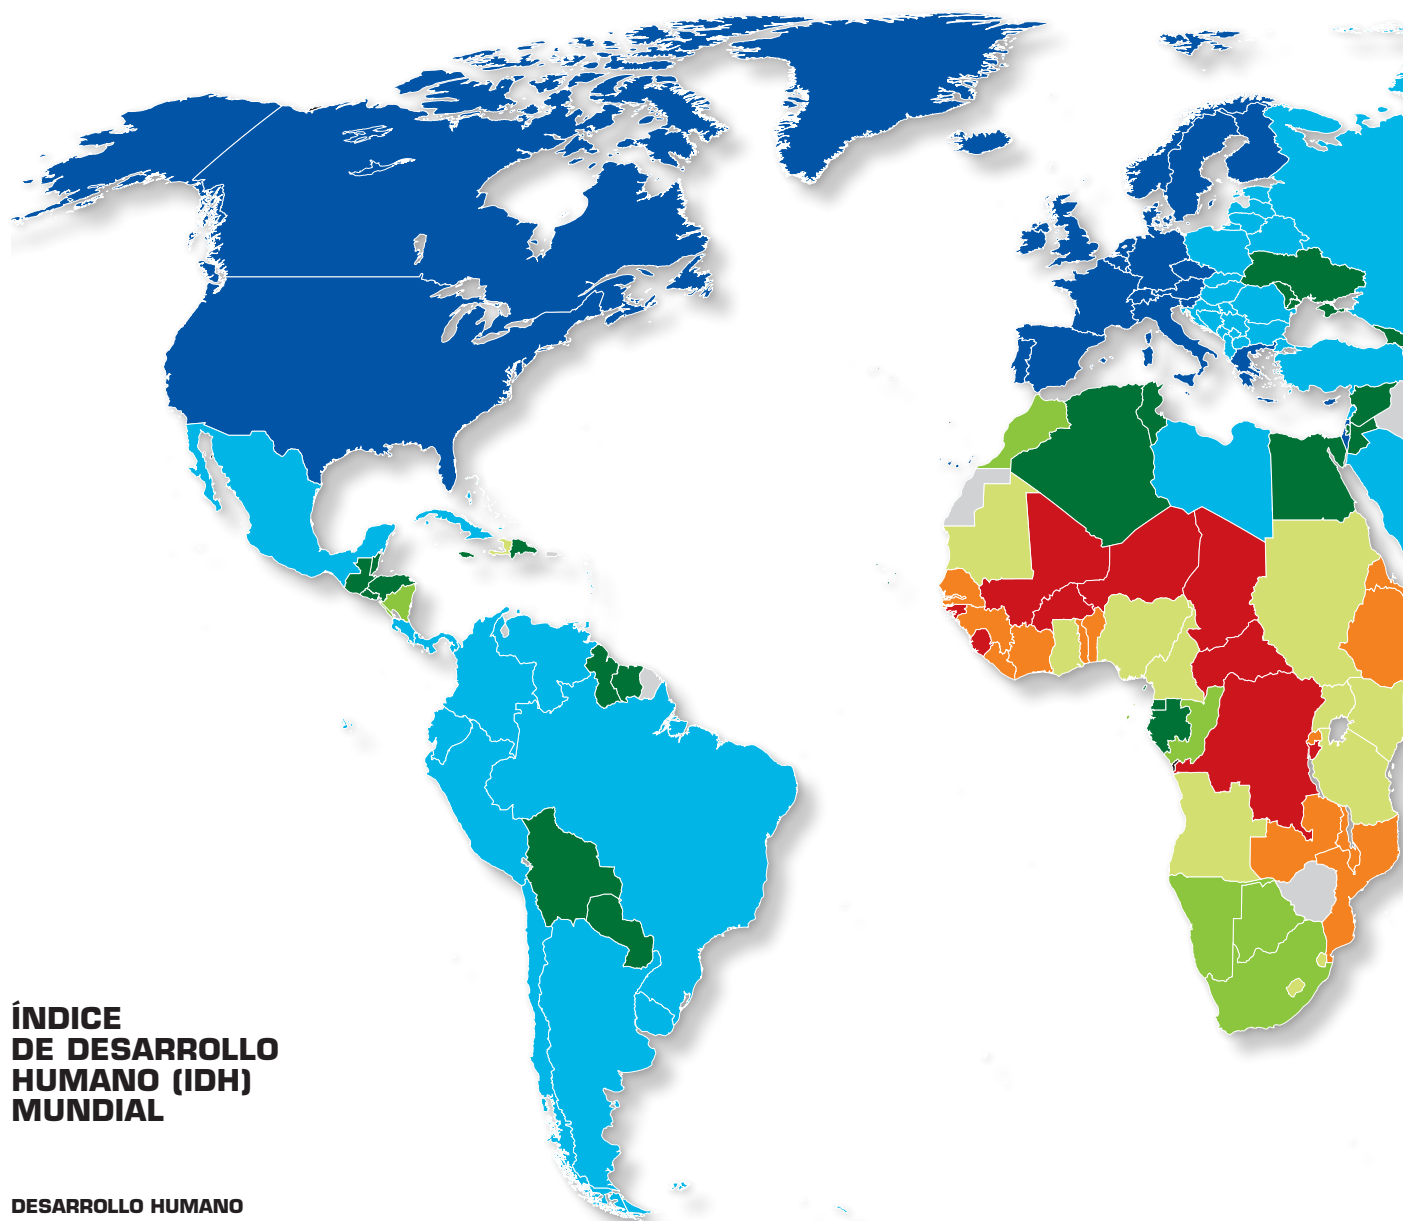 ÍNDICE
DE DESARROLLO
HUMANO (IDH)
MUNDIAL
DESARROLLO HUMANO